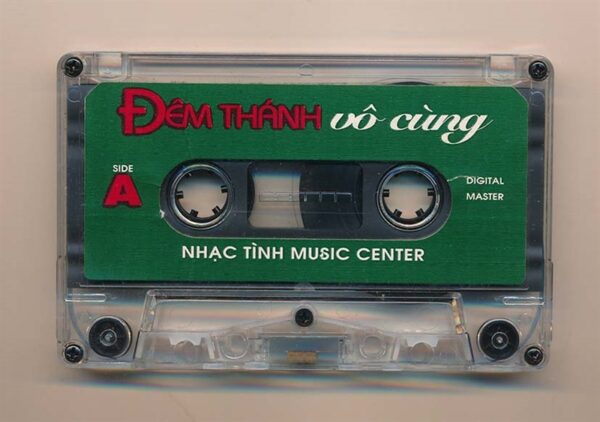 ĐÊM THÁNH vô cùng
SIDE
A
DIGITAL
MASTER
NHẠC TÌNH MUSIC CENTER